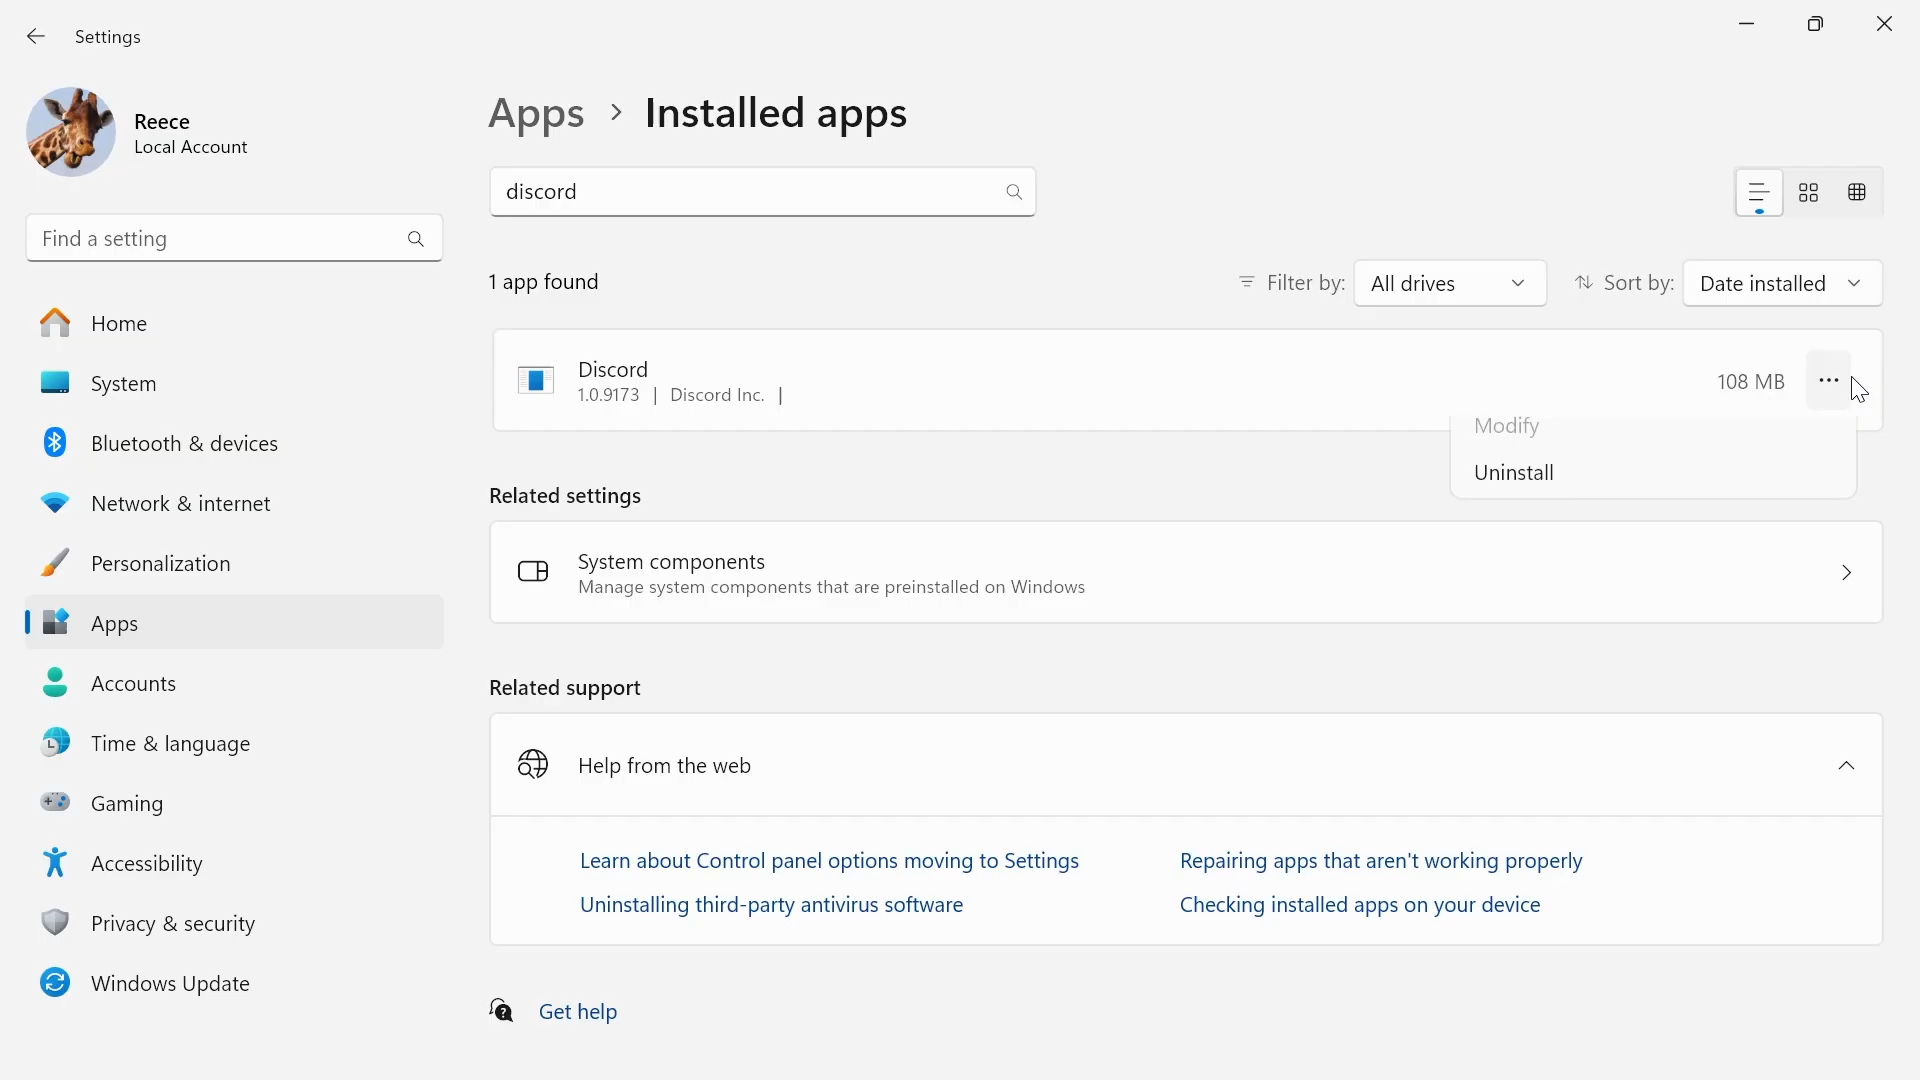 Settings
Reece
Local Account
Find a setting
Home
System
Bluetooth & devices
Network & internet
Personalization
Apps
Accounts
Time & language
Gaming
Accessibility
Privacy & security
Windows Update
Apps > Installed apps
discord
1 app found
Filter by: All drives
Sort by: Date installed
Discord
1.0.9173 | Discord Inc. |
108 MB
Modify
Uninstall
Related settings
System components
Manage system components that are preinstalled on Windows
Related support
Help from the web
Learn about Control panel options moving to Settings
Repairing apps that aren't working properly
Uninstalling third-party antivirus software
Checking installed apps on your device
Get help